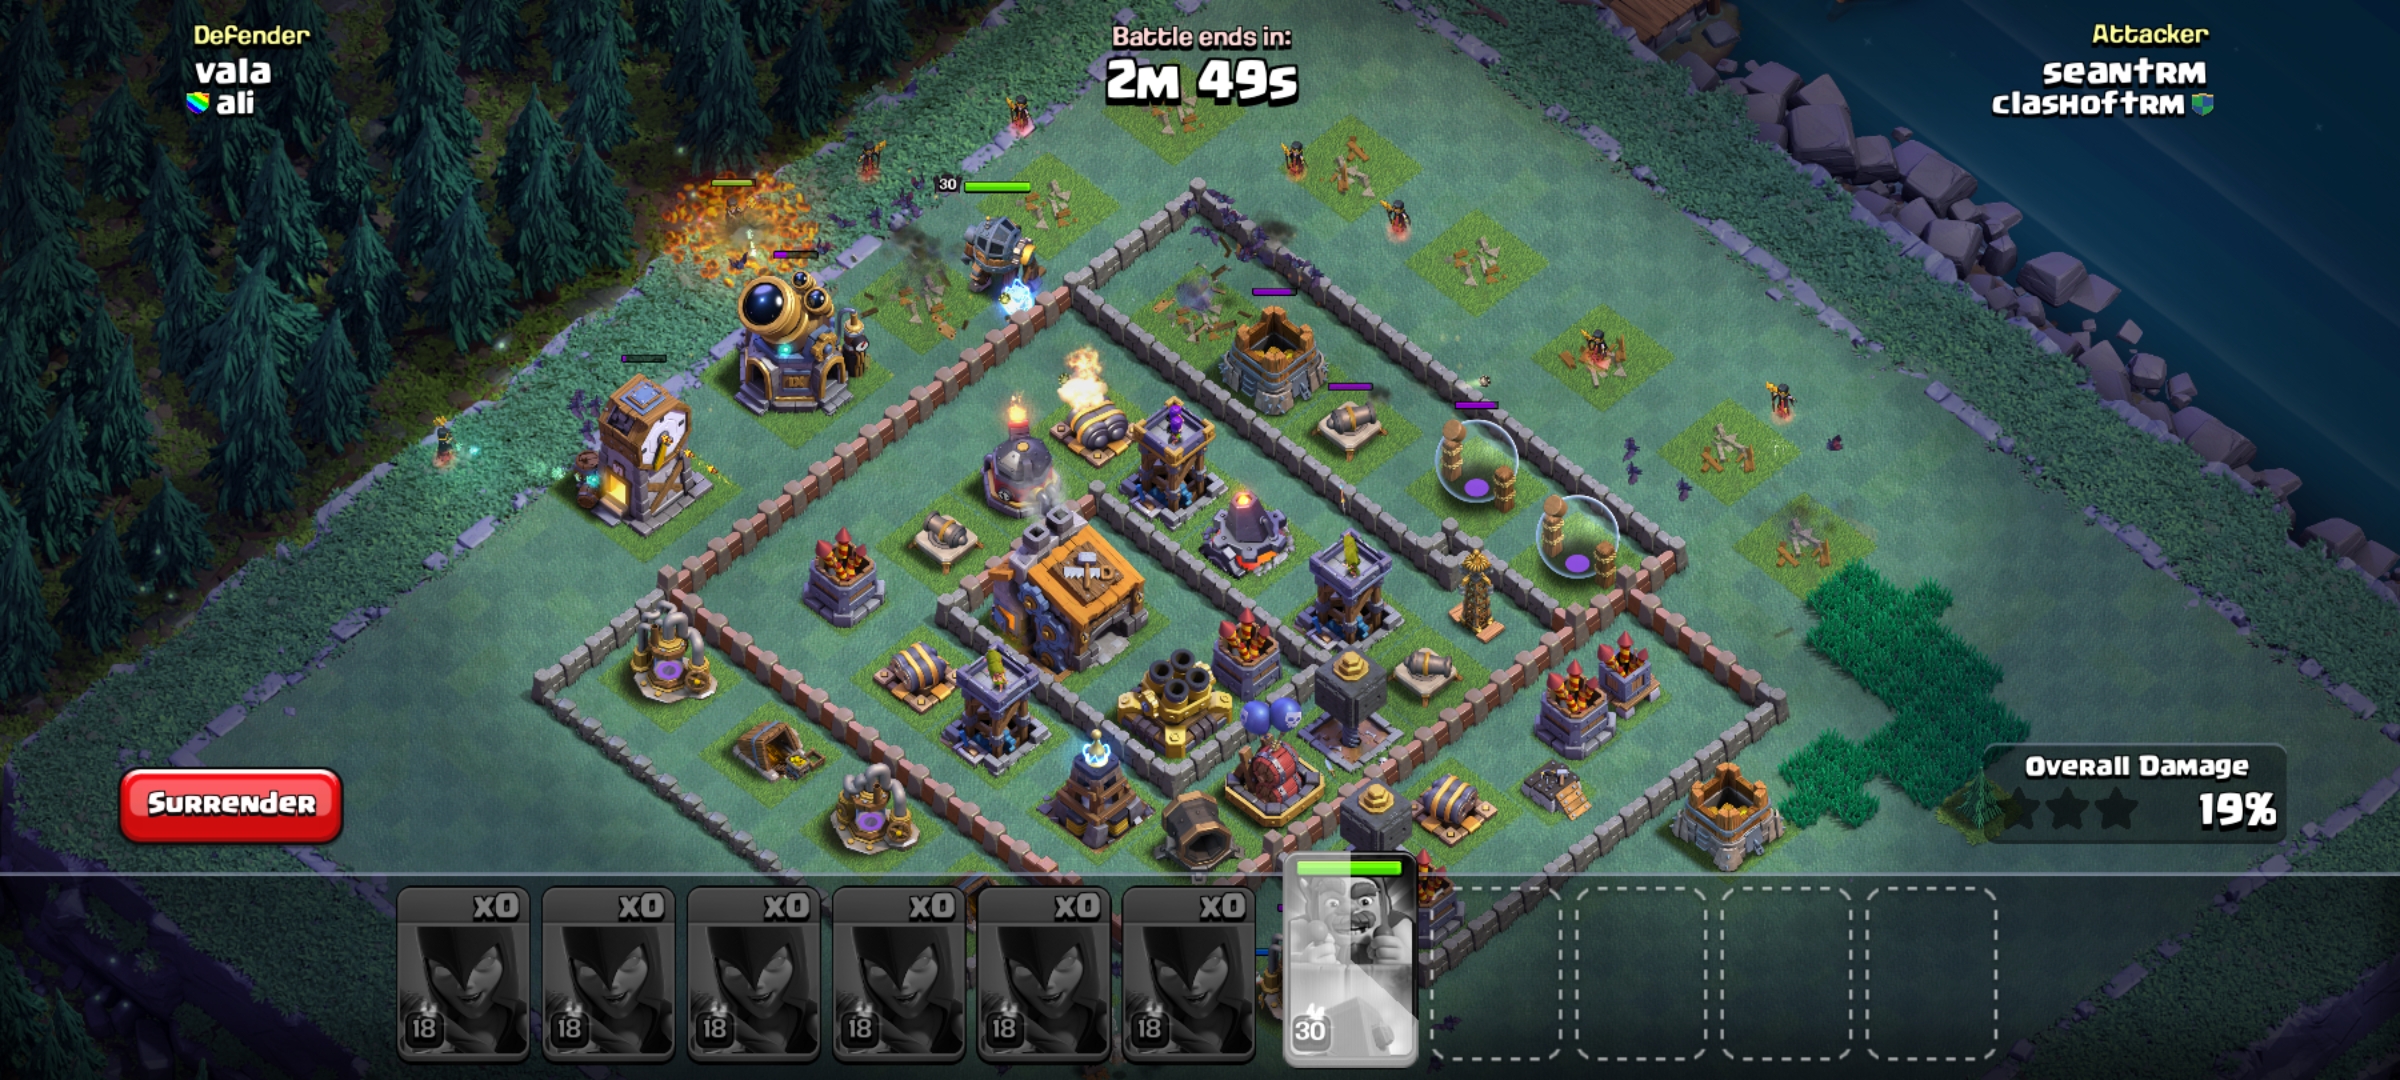 Defender
vala
ali
Battle ends in:
2M 49s
Attacker
seantRM
clashoftRM
30
Surrender
Overall Damage
19%
x0
x0
x0
x0
x0
x0
18
18
18
18
18
18
30